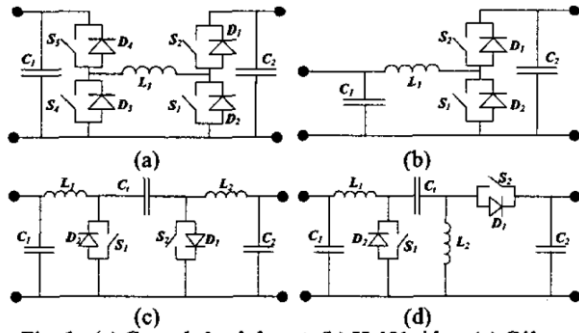 S₃ D₄ S₂ D₁
C₁ L₁ C₂
S₄ D₃ S₁ D₂
(a)
S₂ D₁
L₁ C₂
C₁ S₁ D₂
(b)
L₁ Cₜ L₂
C₁ D₂ S₁ S₂ D₁ C₂
(c)
L₁ Cₜ S₂
D₁
C₁ D₂ S₁ L₂ C₂
(d)
(a) (b) (c)